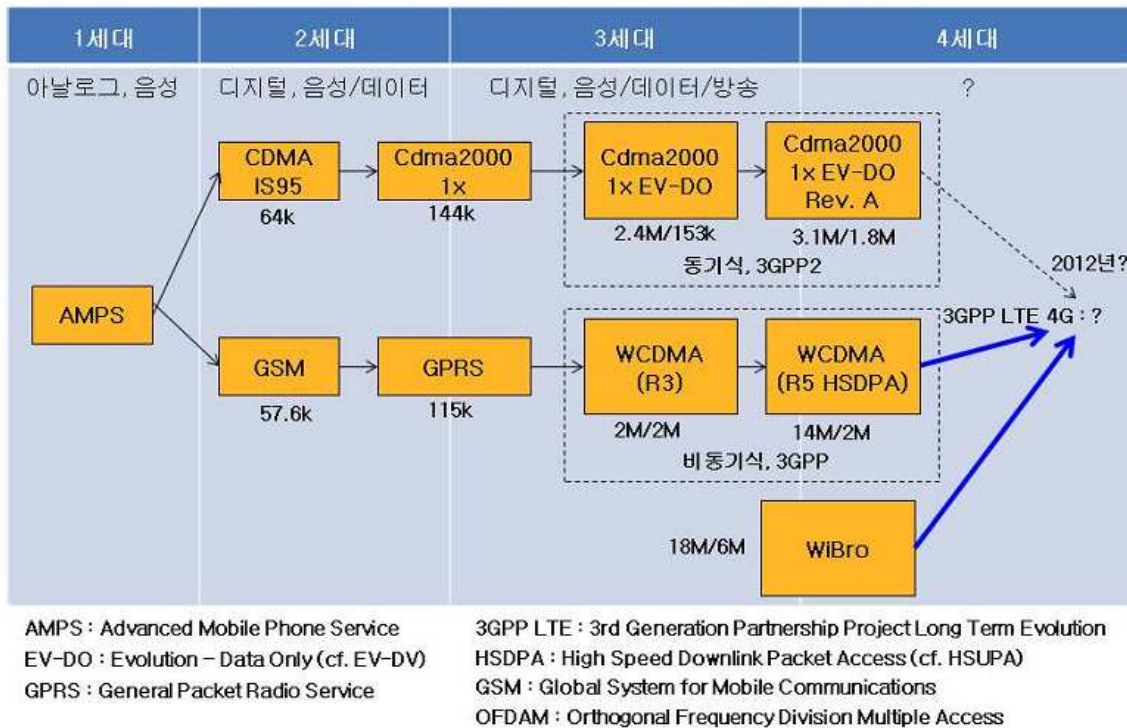 1세대 2세대 3세대 4세대
아날로그, 음성 디지털, 음성/데이터 디지털, 음성/데이터/방송 ?
CDMA
IS95
64k
Cdma2000
1x
144k
Cdma2000
1x EV-DO
2.4M/153k
Cdma2000
1x EV-DO
Rev. A
3.1M/1.8M
동기식, 3GPP2
2012년?
AMPS
3GPP LTE 4G : ?
GSM
57.6k
GPRS
115k
WCDMA
(R3)
2M/2M
WCDMA
(R5 HSDPA)
14M/2M
비동기식, 3GPP
18M/6M
WiBro
AMPS : Advanced Mobile Phone Service
EV-DO : Evolution – Data Only (cf. EV-DV)
GPRS : General Packet Radio Service
3GPP LTE : 3rd Generation Partnership Project Long Term Evolution
HSDPA : High Speed Downlink Packet Access (cf. HSUPA)
GSM : Global System for Mobile Communications
OFDAM : Orthogonal Frequency Division Multiple Access